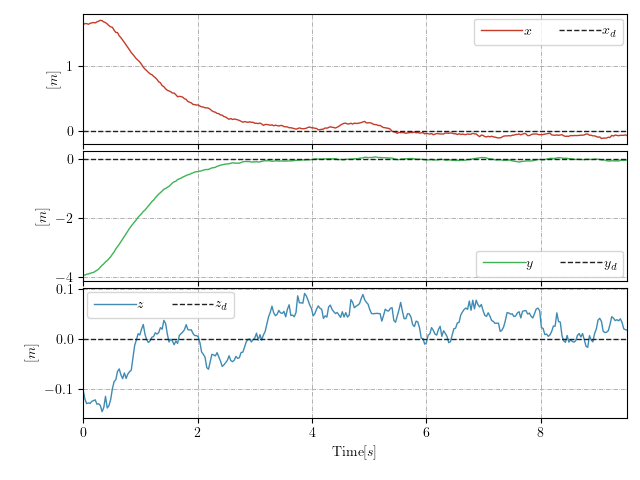 x x_d
1
[m]
0
0
[m]
−2
−4
y y_d
0.1
z z_d
[m]
0.0
−0.1
0 2 4 6 8
Time[s]